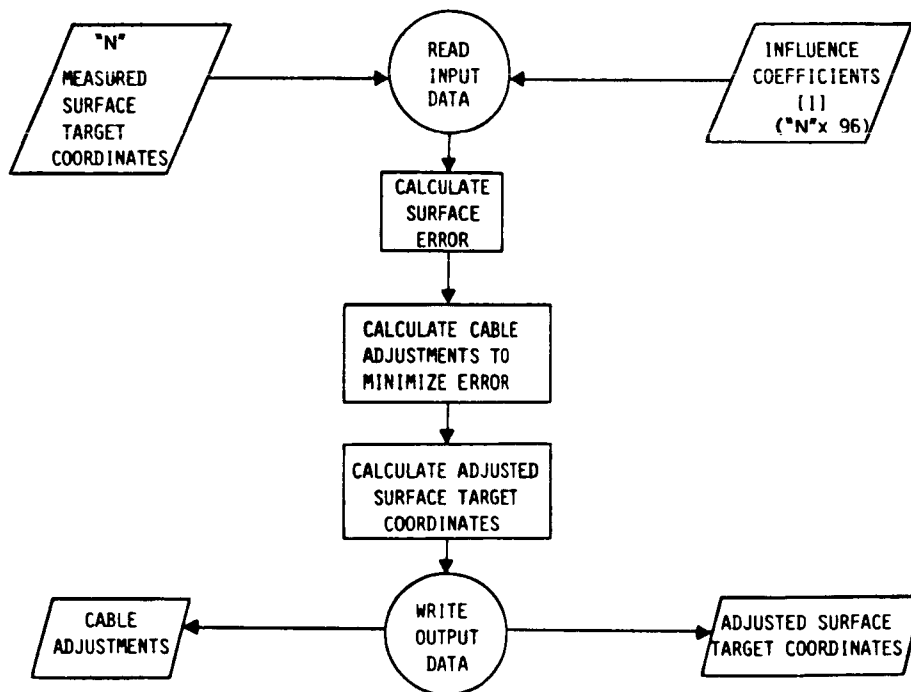 "N"
MEASURED
SURFACE
TARGET
COORDINATES
READ
INPUT
DATA
INFLUENCE
COEFFICIENTS
[I]
("N"x 96)
CALCULATE
SURFACE
ERROR
CALCULATE CABLE
ADJUSTMENTS TO
MINIMIZE ERROR
CALCULATE ADJUSTED
SURFACE TARGET
COORDINATES
CABLE
ADJUSTMENTS
WRITE
OUTPUT
DATA
ADJUSTED SURFACE
TARGET COORDINATES